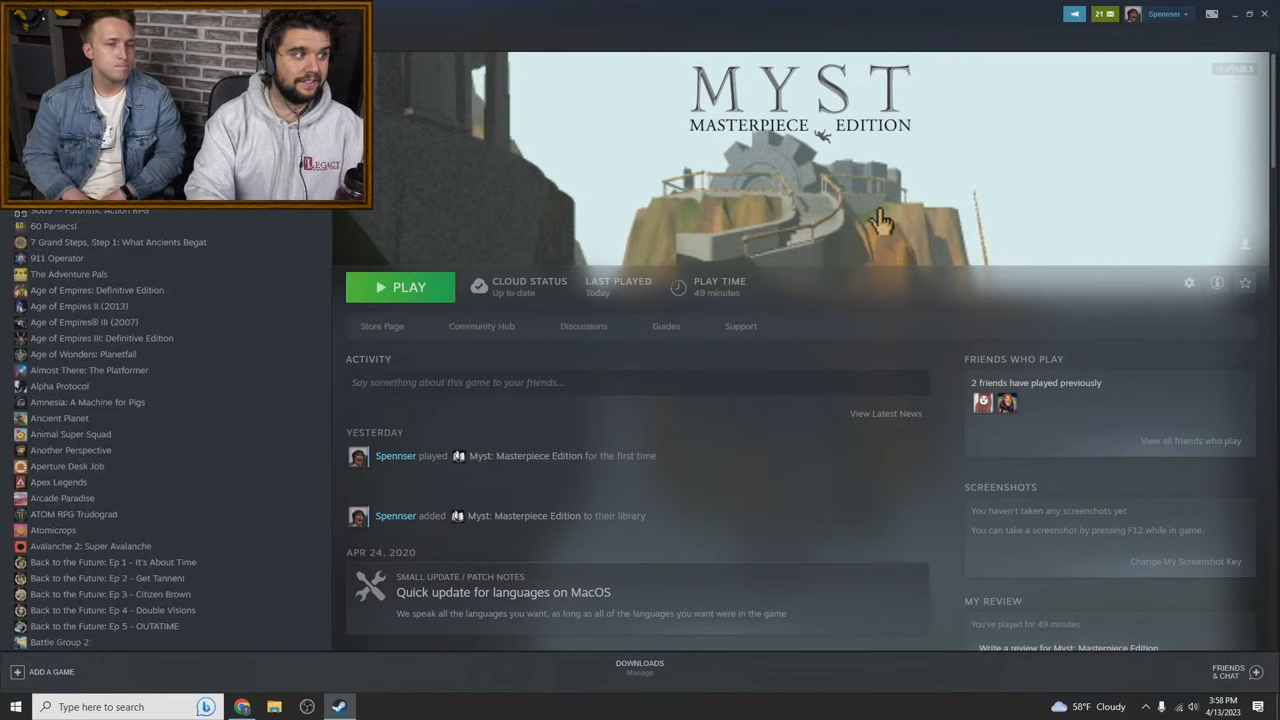 21
Spennser
PLAYABLE
MYST
MASTERPIECE EDITION
LEGACY
5089 — Futuristic Action RPG
60 Parsecs!
7 Grand Steps, Step 1: What Ancients Begat
911 Operator
The Adventure Pals
Age of Empires: Definitive Edition
Age of Empires II (2013)
Age of Empires® III (2007)
Age of Empires III: Definitive Edition
Age of Wonders: Planetfall
Almost There: The Platformer
Alpha Protocol
Amnesia: A Machine for Pigs
Ancient Planet
Animal Super Squad
Another Perspective
Aperture Desk Job
Apex Legends
Arcade Paradise
ATOM RPG Trudograd
Atomicrops
Avalanche 2: Super Avalanche
Back to the Future: Ep 1 - It's About Time
Back to the Future: Ep 2 - Get Tannen!
Back to the Future: Ep 3 - Citizen Brown
Back to the Future: Ep 4 - Double Visions
Back to the Future: Ep 5 - OUTATIME
Battle Group 2
PLAY
CLOUD STATUS
Up to date
LAST PLAYED
Today
PLAY TIME
49 minutes
Store Page
Community Hub
Discussions
Guides
Support
ACTIVITY
Say something about this game to your friends...
View Latest News
YESTERDAY
Spennser played Myst: Masterpiece Edition for the first time
Spennser added Myst: Masterpiece Edition to their library
APR 24, 2020
SMALL UPDATE / PATCH NOTES
Quick update for languages on MacOS
We speak all the languages you want, as long as all of the languages you want were in the game
FRIENDS WHO PLAY
2 friends have played previously
View all friends who play
SCREENSHOTS
You haven't taken any screenshots yet
You can take a screenshot by pressing F12 while in game.
Change My Screenshot Key
MY REVIEW
You've played for 49 minutes
Write a review for Myst: Masterpiece Edition
ADD A GAME
DOWNLOADS
Manage
FRIENDS
& CHAT
Type here to search
58°F Cloudy
3:58 PM
4/13/2023